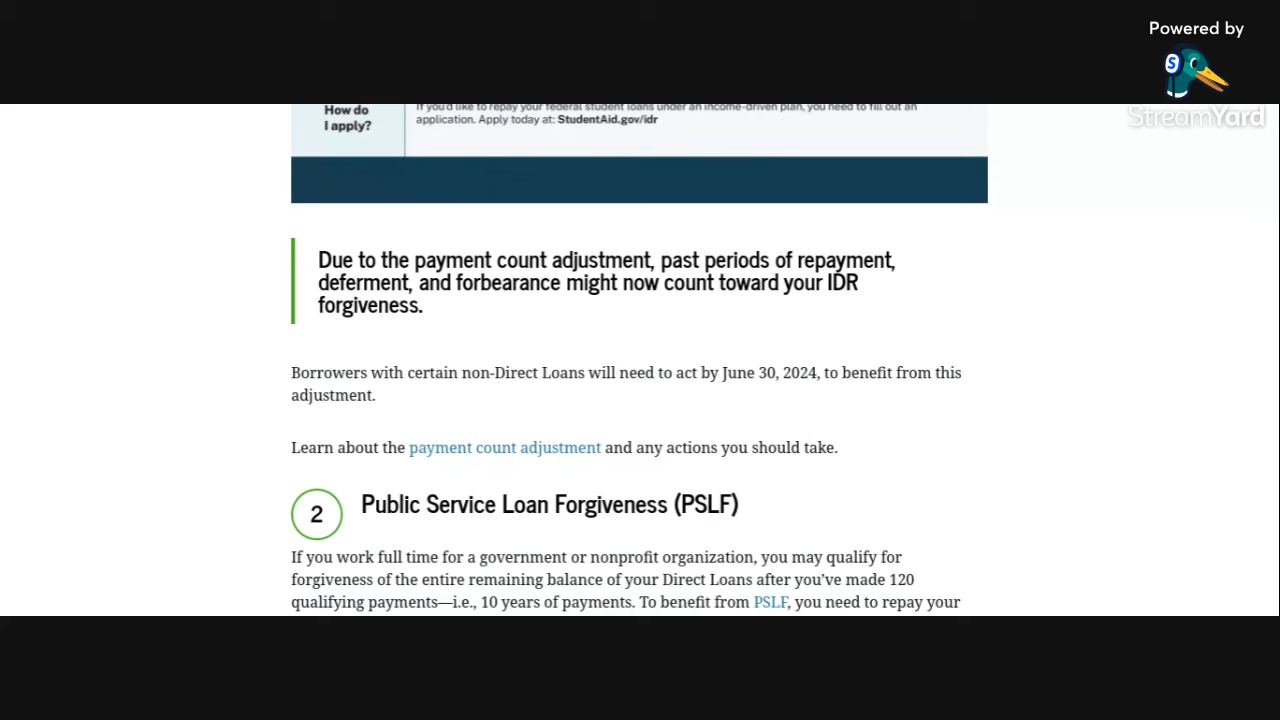 Powered by
S
StreamYard
How do
I apply?
If you'd like to repay your federal student loans under an income-driven plan, you need to fill out an
application. Apply today at: StudentAid.gov/idr
Due to the payment count adjustment, past periods of repayment,
deferment, and forbearance might now count toward your IDR
forgiveness.
Borrowers with certain non-Direct Loans will need to act by June 30, 2024, to benefit from this
adjustment.
Learn about the payment count adjustment and any actions you should take.
2
Public Service Loan Forgiveness (PSLF)
If you work full time for a government or nonprofit organization, you may qualify for
forgiveness of the entire remaining balance of your Direct Loans after you’ve made 120
qualifying payments—i.e., 10 years of payments. To benefit from PSLF, you need to repay your